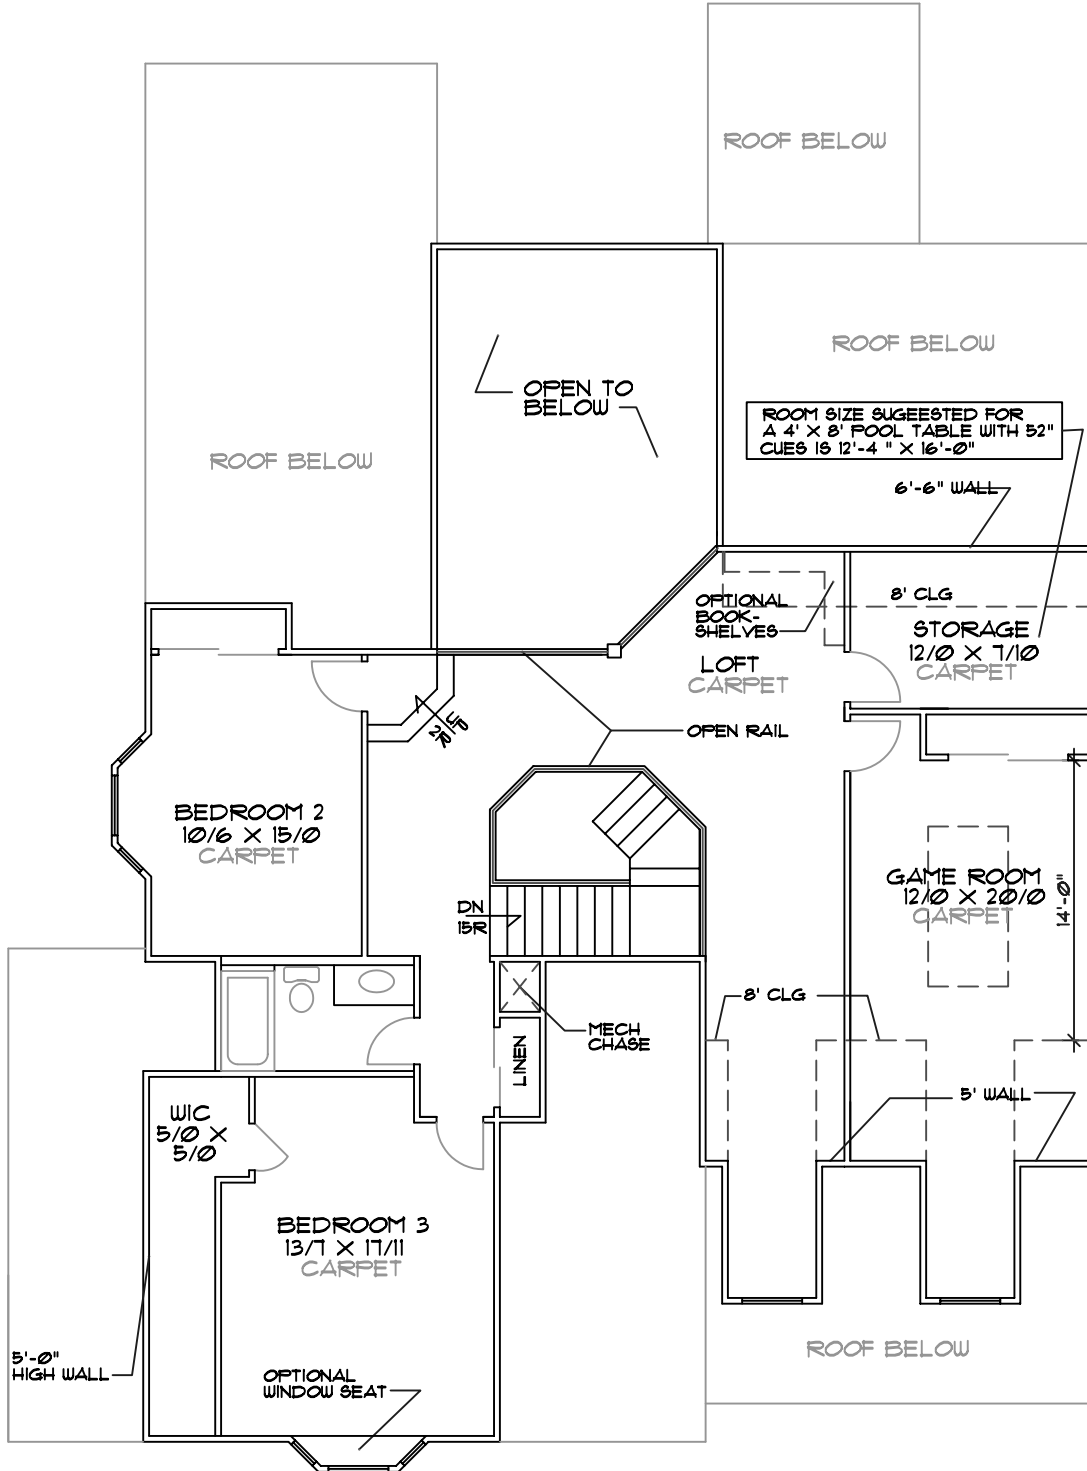 ROOF BELOW
ROOF BELOW
OPEN TO
BELOW
ROOM SIZE SUGEESTED FOR
A 4' X 8' POOL TABLE WITH 52"
CUES IS 12'-4 " X 16'-0"
ROOF BELOW
6'-6" WALL
OPTIONAL
BOOK-
SHELVES
8' CLG
STORAGE
12/0 X 7/10
CARPET
LOFT
CARPET
UP
2R
OPEN RAIL
BEDROOM 2
10/6 X 15/0
CARPET
GAME ROOM
12/0 X 20/0
CARPET
14'-0"
DN
15R
8' CLG
MECH
CHASE
LINEN
WIC
5/0 X
5/0
5' WALL
BEDROOM 3
13/7 X 17/11
CARPET
5'-0"
HIGH WALL
OPTIONAL
WINDOW SEAT
ROOF BELOW